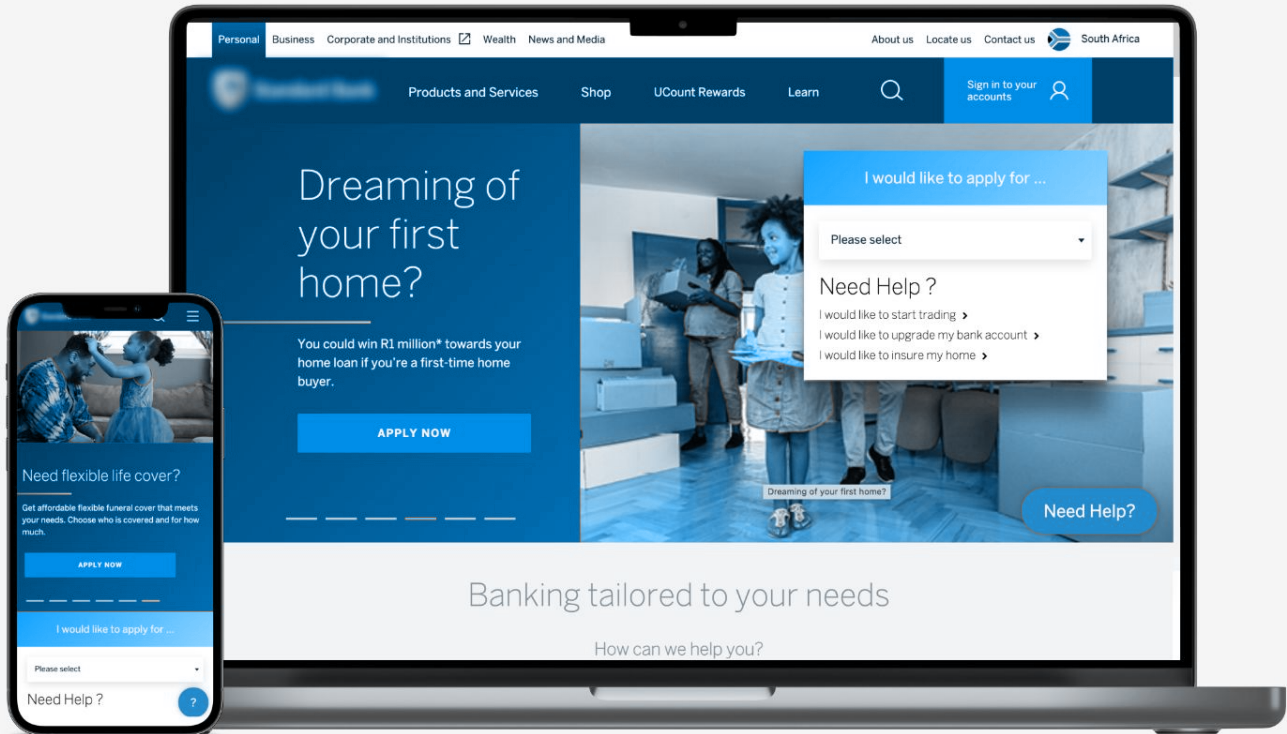 Personal Business Corporate and Institutions Wealth News and Media About us Locate us Contact us South Africa
Products and Services Shop UCount Rewards Learn Sign in to your
accounts
Dreaming of
your first
home?
You could win R1 million* towards your
home loan if you're a first-time home
buyer.
APPLY NOW
I would like to apply for ...
Please select
Need Help ?
I would like to start trading
I would like to upgrade my bank account
I would like to insure my home
Dreaming of your first home?
Need Help?
Banking tailored to your needs
How can we help you?
Need flexible life cover?
Get affordable flexible funeral cover that meets
your needs. Choose who is covered and for how
much.
APPLY NOW
I would like to apply for ...
Please select
Need Help ?
?